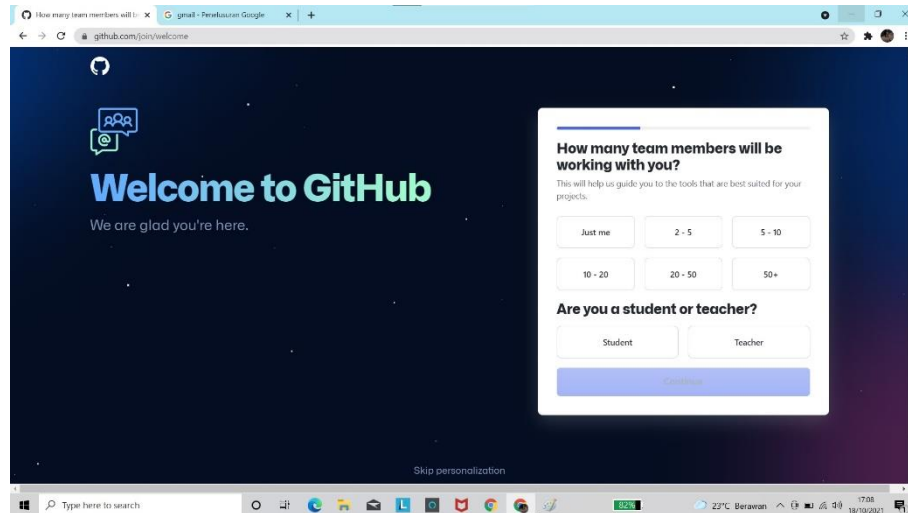 How many team members will be
gmail - Penelusuran Google
github.com/join/welcome
@
Welcome to GitHub
We are glad you're here.
How many team members will be
working with you?
This will help us guide you to the tools that are best suited for your
projects.
Just me
2 - 5
5 - 10
10 - 20
20 - 50
50+
Are you a student or teacher?
Student
Teacher
Continue
Skip personalization
Type here to search
82%
23°C Berawan
17:08
18/10/2021